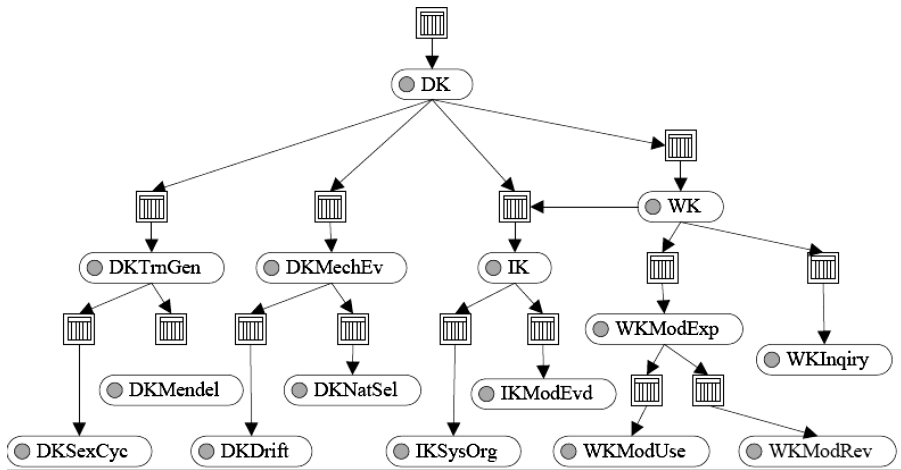 DK
WK
DKTrnGen
DKMechEv
IK
WKModExp
WKInqiry
DKMendel
DKNatSel
IKModEvd
DKSexCyc
DKDrift
IKSysOrg
WKModUse
WKModRev